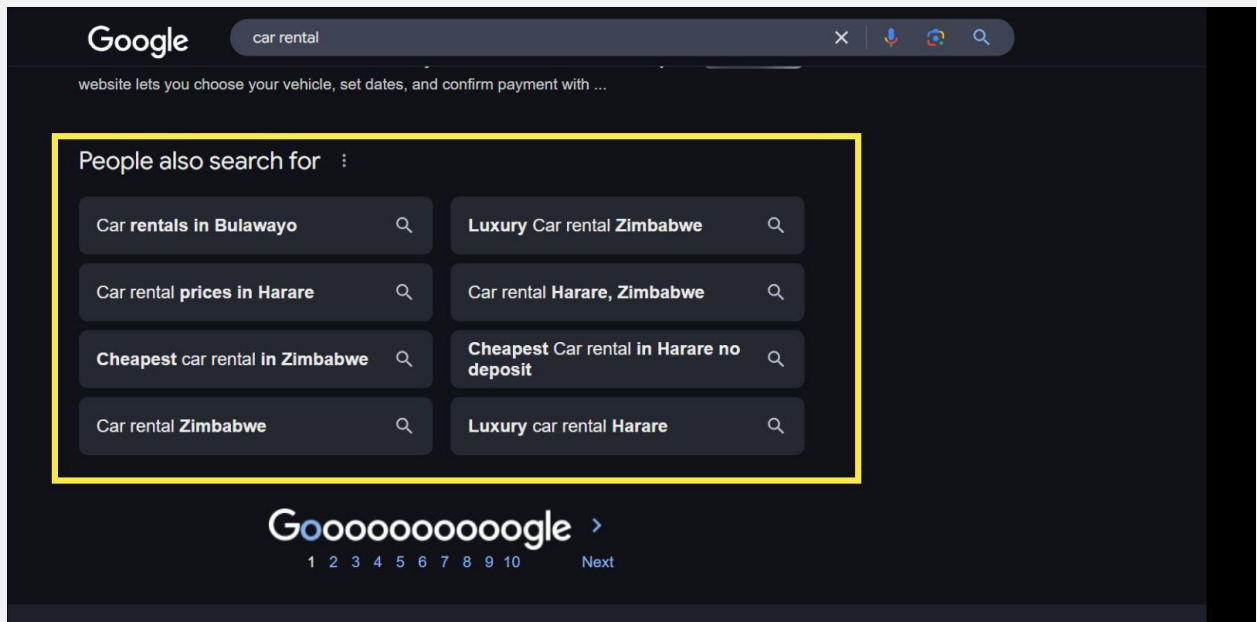 Google
car rental
website lets you choose your vehicle, set dates, and confirm payment with ...
People also search for
Car rentals in Bulawayo
Luxury Car rental Zimbabwe
Car rental prices in Harare
Car rental Harare, Zimbabwe
Cheapest car rental in Zimbabwe
Cheapest Car rental in Harare no
deposit
Car rental Zimbabwe
Luxury car rental Harare
Goooooooooogle >
1 2 3 4 5 6 7 8 9 10 Next